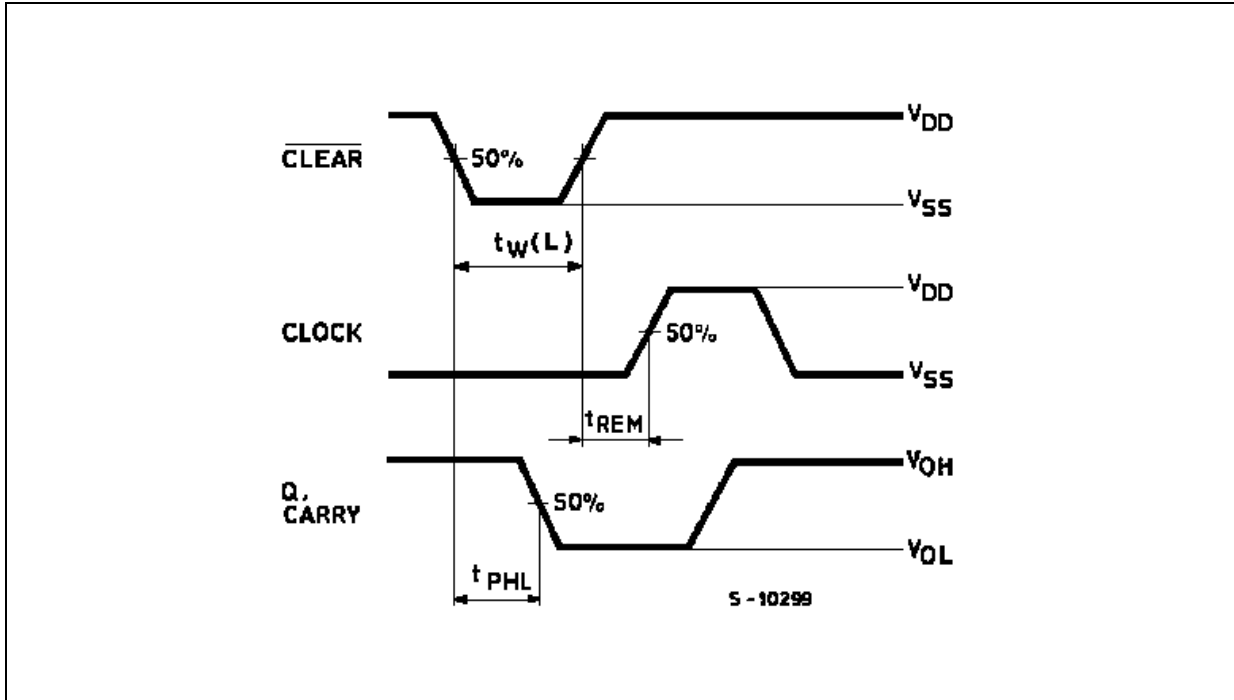 VDD
CLEAR
50%
VSS
tW(L)
VDD
CLOCK
50%
VSS
tREM
VOH
Q,
CARRY
50%
VOL
tPHL
S-10299